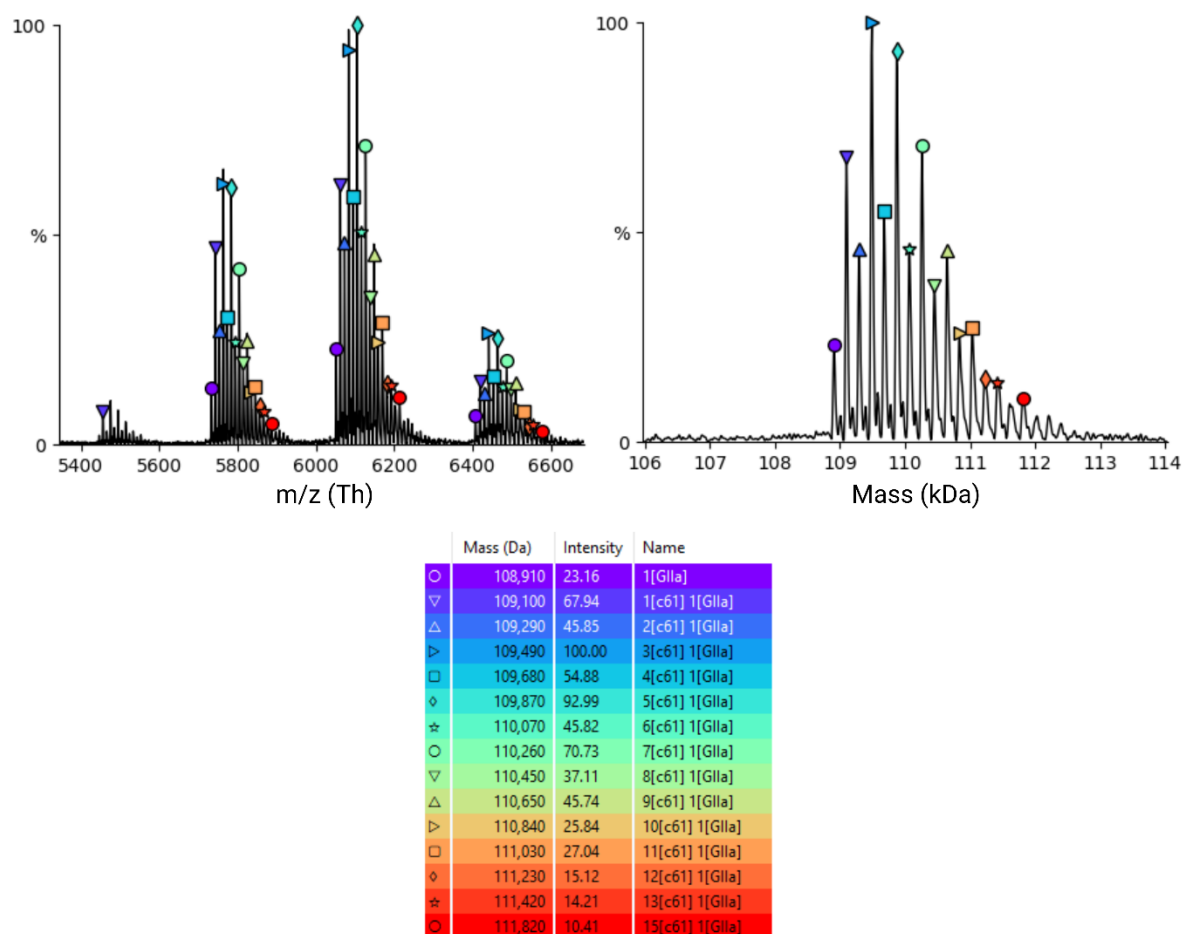 100
%
0
5400 5600 5800 6000 6200 6400 6600
m/z (Th)
100
%
0
106 107 108 109 110 111 112 113 114
Mass (kDa)
Mass (Da) Intensity Name
108,910 23.16 1[GIIa]
109,100 67.94 1[c61] 1[GIIa]
109,290 45.85 2[c61] 1[GIIa]
109,490 100.00 3[c61] 1[GIIa]
109,680 54.88 4[c61] 1[GIIa]
109,870 92.99 5[c61] 1[GIIa]
110,070 45.82 6[c61] 1[GIIa]
110,260 70.73 7[c61] 1[GIIa]
110,450 37.11 8[c61] 1[GIIa]
110,650 45.74 9[c61] 1[GIIa]
110,840 25.84 10[c61] 1[GIIa]
111,030 27.04 11[c61] 1[GIIa]
111,230 15.12 12[c61] 1[GIIa]
111,420 14.21 13[c61] 1[GIIa]
111,820 10.41 15[c61] 1[GIIa]